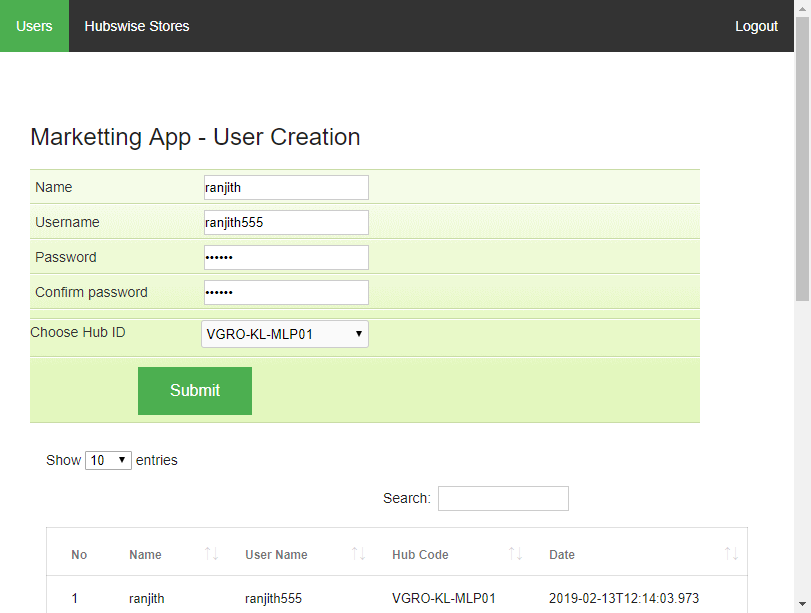 Users Hubswise Stores Logout
Marketting App - User Creation
Name ranjith
Username ranjith555
Password ••••••
Confirm password ••••••
Choose Hub ID VGRO-KL-MLP01
Submit
Show 10 entries
Search:
No Name User Name Hub Code Date
1 ranjith ranjith555 VGRO-KL-MLP01 2019-02-13T12:14:03.973